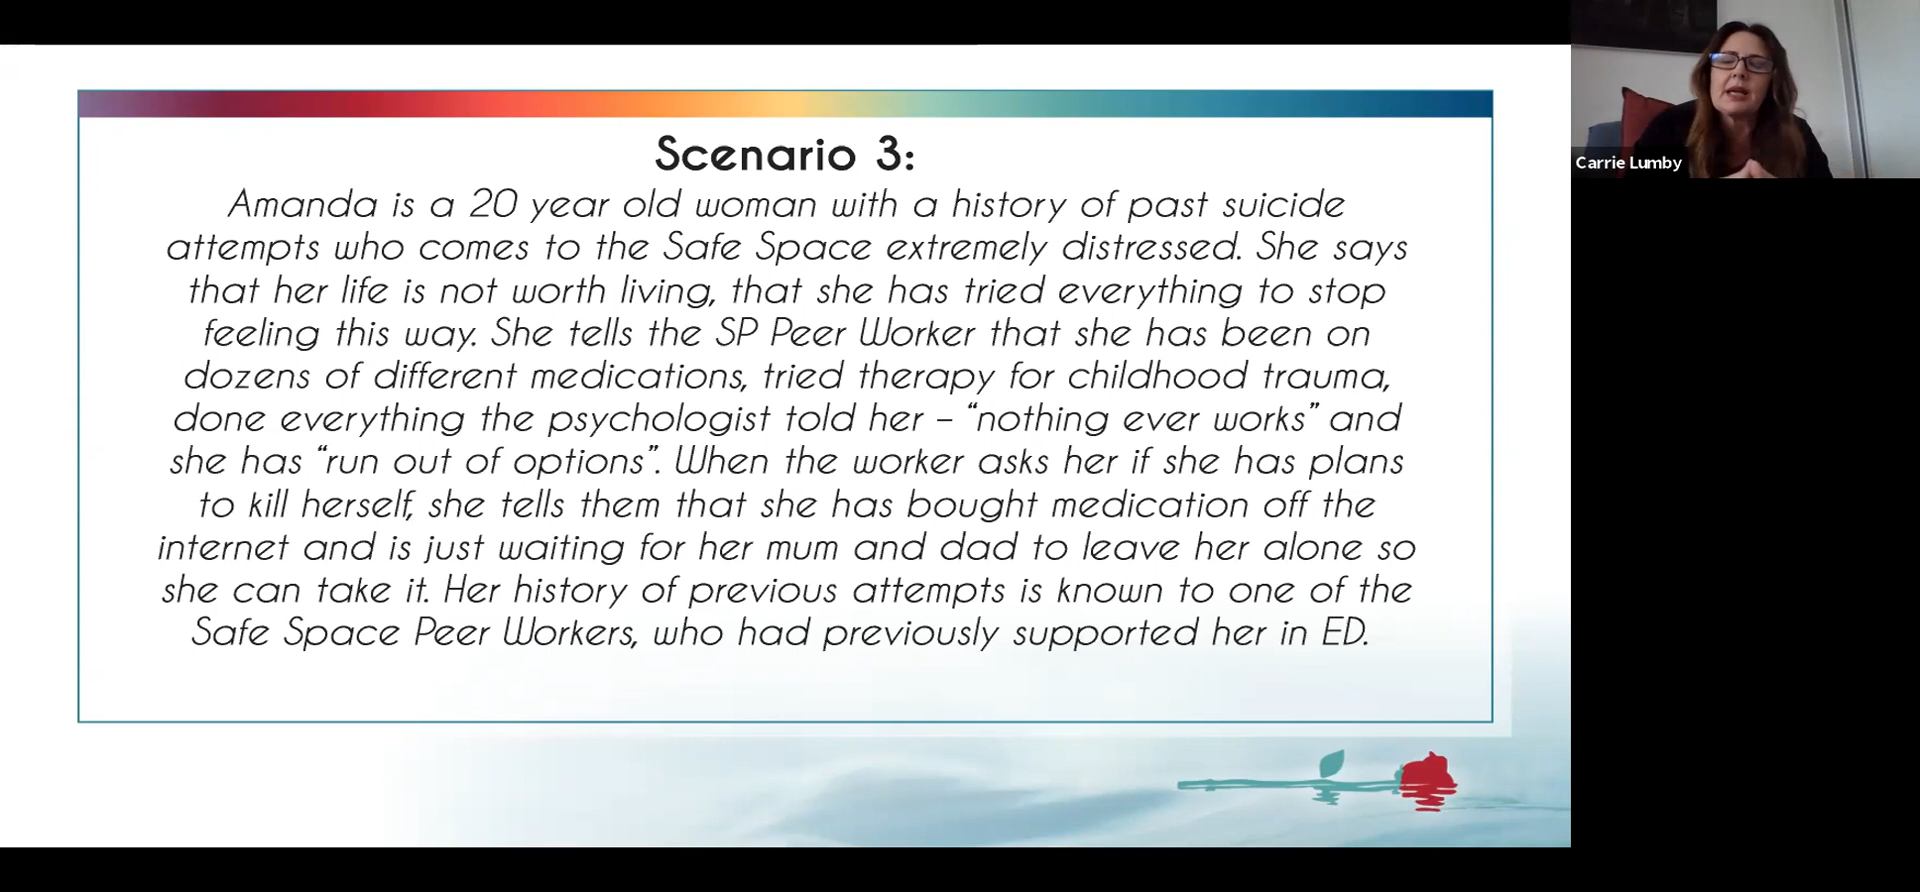 Scenario 3:
Amanda is a 20 year old woman with a history of past suicide
attempts who comes to the Safe Space extremely distressed. She says
that her life is not worth living, that she has tried everything to stop
feeling this way. She tells the SP Peer Worker that she has been on
dozens of different medications, tried therapy for childhood trauma,
done everything the psychologist told her – “nothing ever works” and
she has “run out of options”. When the worker asks her if she has plans
to kill herself, she tells them that she has bought medication off the
internet and is just waiting for her mum and dad to leave her alone so
she can take it. Her history of previous attempts is known to one of the
Safe Space Peer Workers, who had previously supported her in ED.
Carrie Lumby